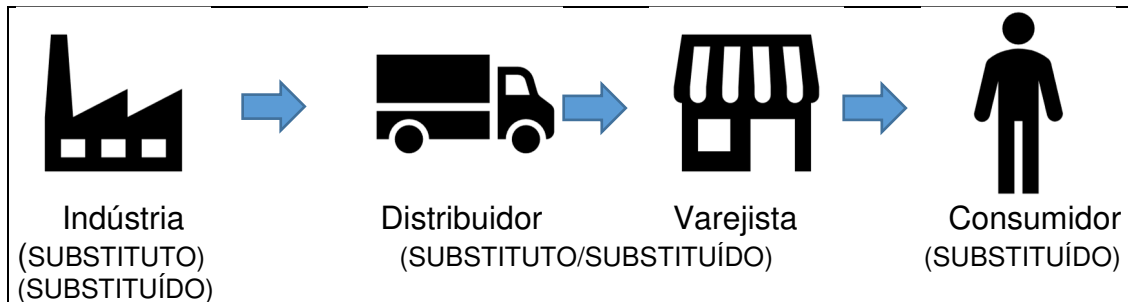 Indústria Distribuidor Varejista Consumidor
(SUBSTITUTO) (SUBSTITUTO/SUBSTITUÍDO) (SUBSTITUÍDO)
(SUBSTITUÍDO)